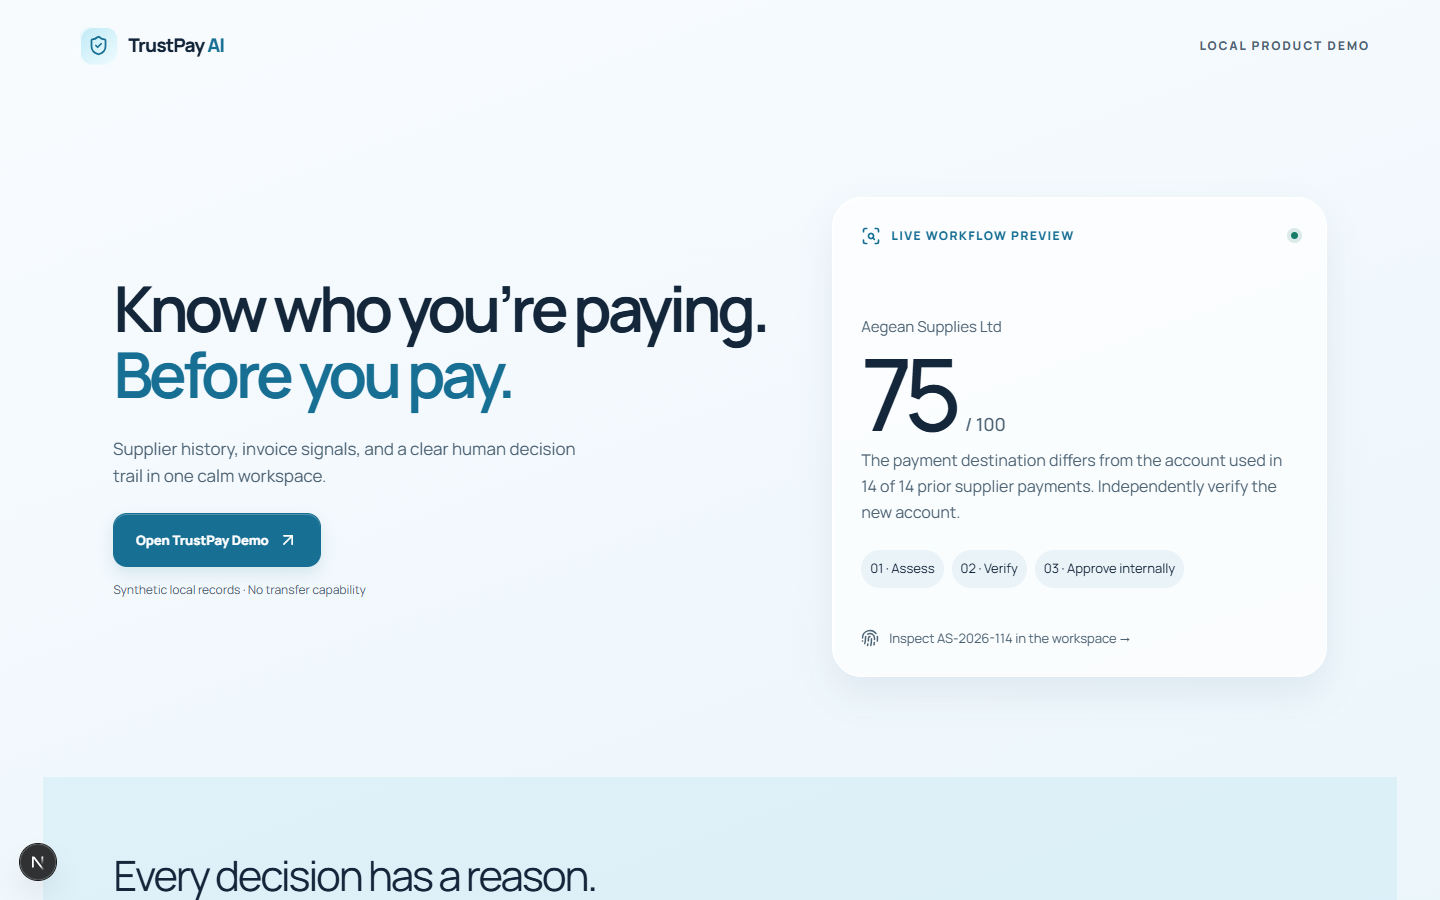 TrustPay AI
LOCAL PRODUCT DEMO
Know who you’re paying.
Before you pay.
Supplier history, invoice signals, and a clear human decision
trail in one calm workspace.
Open TrustPay Demo
Synthetic local records · No transfer capability
LIVE WORKFLOW PREVIEW
Aegean Supplies Ltd
75 / 100
The payment destination differs from the account used in
14 of 14 prior supplier payments. Independently verify the
new account.
01 · Assess
02 · Verify
03 · Approve internally
Inspect AS-2026-114 in the workspace →
Every decision has a reason.
N